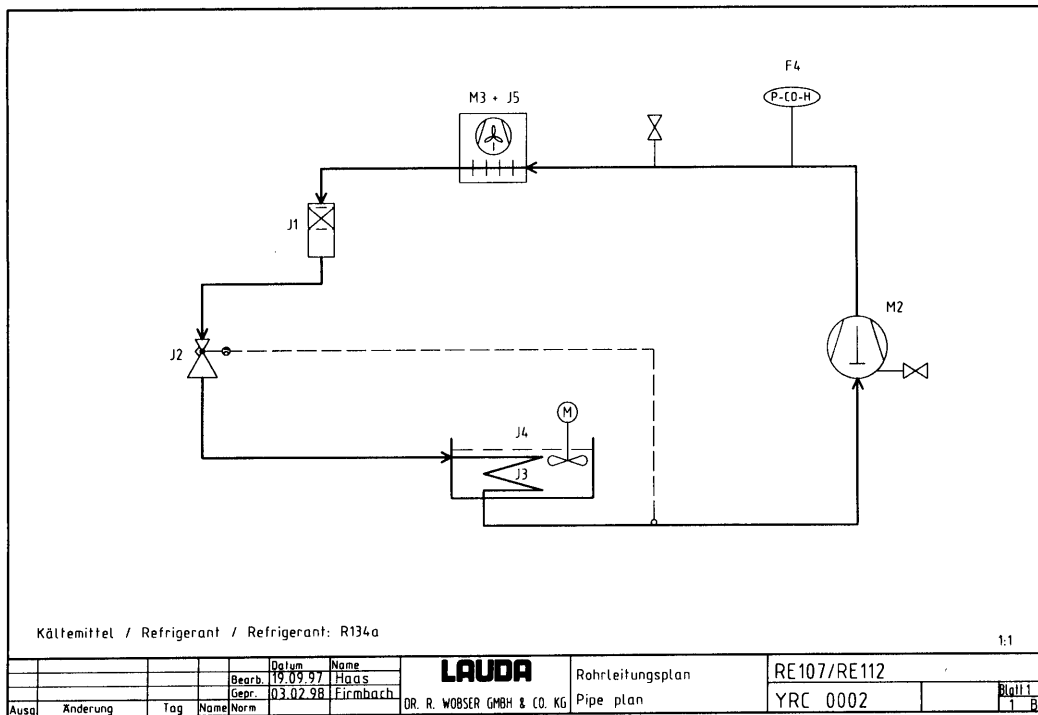 F4
P-CO-H
M3 + J5
J1
M2
J2
M
J4
J3
Kältemittel / Refrigerant / Refrigerant: R134a
1:1
Datum Name
Bearb. 19.09.97 Haas
Gepr. 03.02.98 Firmbach
Ausg Änderung Tag Name Norm
LAUDA
DR. R. WOBSER GMBH & CO. KG
Rohrleitungsplan
Pipe plan
RE107/RE112
YRC 0002
Blatt 1
1 B